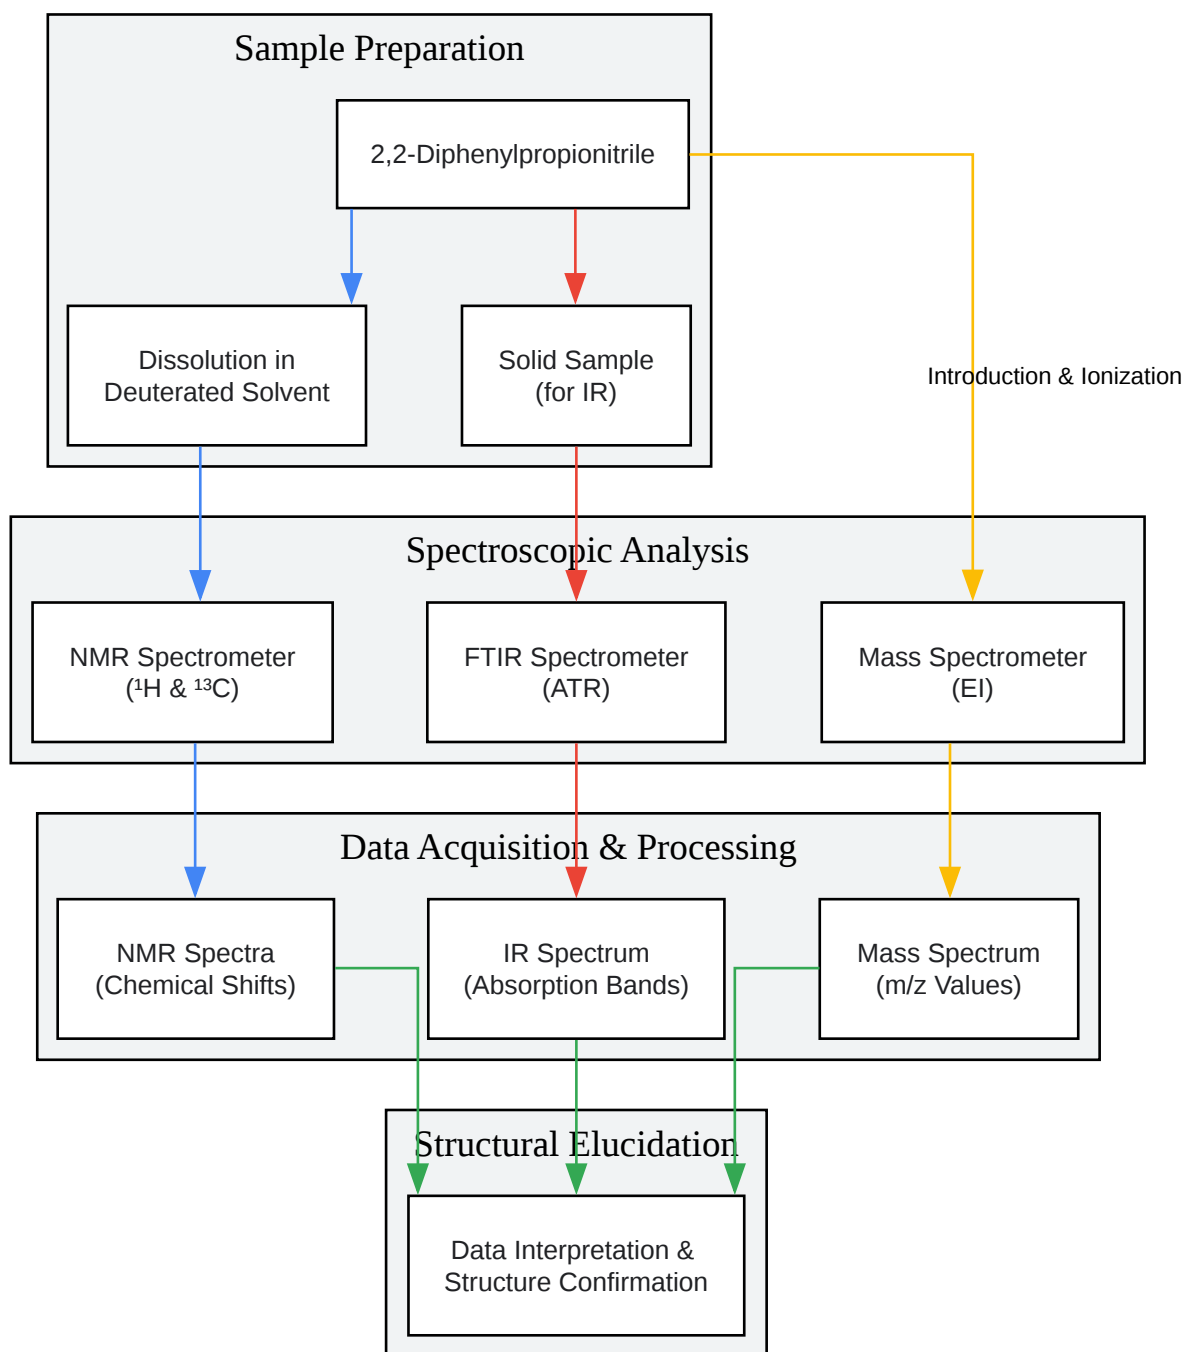 Sample Preparation
2,2-Diphenylpropionitrile
Dissolution in
Deuterated Solvent
Solid Sample
(for IR)
Introduction & Ionization
Spectroscopic Analysis
NMR Spectrometer
(¹H & ¹³C)
FTIR Spectrometer
(ATR)
Mass Spectrometer
(EI)
Data Acquisition & Processing
NMR Spectra
(Chemical Shifts)
IR Spectrum
(Absorption Bands)
Mass Spectrum
(m/z Values)
Structural Elucidation
Data Interpretation &
Structure Confirmation